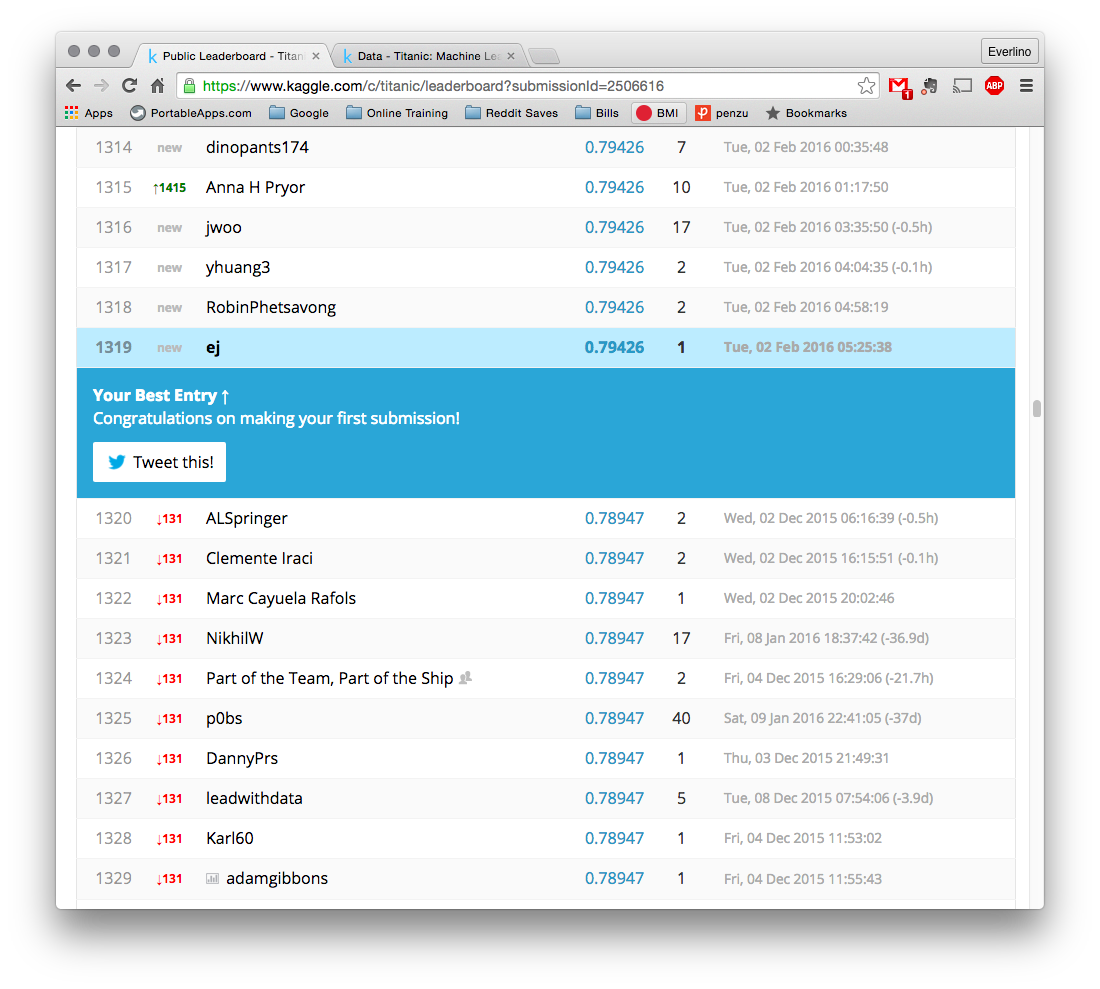 Public Leaderboard - Titan
Data - Titanic: Machine Le
Everlino
https://www.kaggle.com/c/titanic/leaderboard?submissionId=2506616
1
ABP
Apps PortableApps.com Google Online Training Reddit Saves Bills BMI penzu Bookmarks
1314 new dinopants174 0.79426 7 Tue, 02 Feb 2016 00:35:48
1315 ↑1415 Anna H Pryor 0.79426 10 Tue, 02 Feb 2016 01:17:50
1316 new jwoo 0.79426 17 Tue, 02 Feb 2016 03:35:50 (-0.5h)
1317 new yhuang3 0.79426 2 Tue, 02 Feb 2016 04:04:35 (-0.1h)
1318 new RobinPhetsavong 0.79426 2 Tue, 02 Feb 2016 04:58:19
1319 new ej 0.79426 1 Tue, 02 Feb 2016 05:25:38
Your Best Entry ↑
Congratulations on making your first submission!
Tweet this!
1320 ↓131 ALSpringer 0.78947 2 Wed, 02 Dec 2015 06:16:39 (-0.5h)
1321 ↓131 Clemente Iraci 0.78947 2 Wed, 02 Dec 2015 16:15:51 (-0.1h)
1322 ↓131 Marc Cayuela Rafols 0.78947 1 Wed, 02 Dec 2015 20:02:46
1323 ↓131 NikhilW 0.78947 17 Fri, 08 Jan 2016 18:37:42 (-36.9d)
1324 ↓131 Part of the Team, Part of the Ship 0.78947 2 Fri, 04 Dec 2015 16:29:06 (-21.7h)
1325 ↓131 p0bs 0.78947 40 Sat, 09 Jan 2016 22:41:05 (-37d)
1326 ↓131 DannyPrs 0.78947 1 Thu, 03 Dec 2015 21:49:31
1327 ↓131 leadwithdata 0.78947 5 Tue, 08 Dec 2015 07:54:06 (-3.9d)
1328 ↓131 Karl60 0.78947 1 Fri, 04 Dec 2015 11:53:02
1329 ↓131 adamgibbons 0.78947 1 Fri, 04 Dec 2015 11:55:43